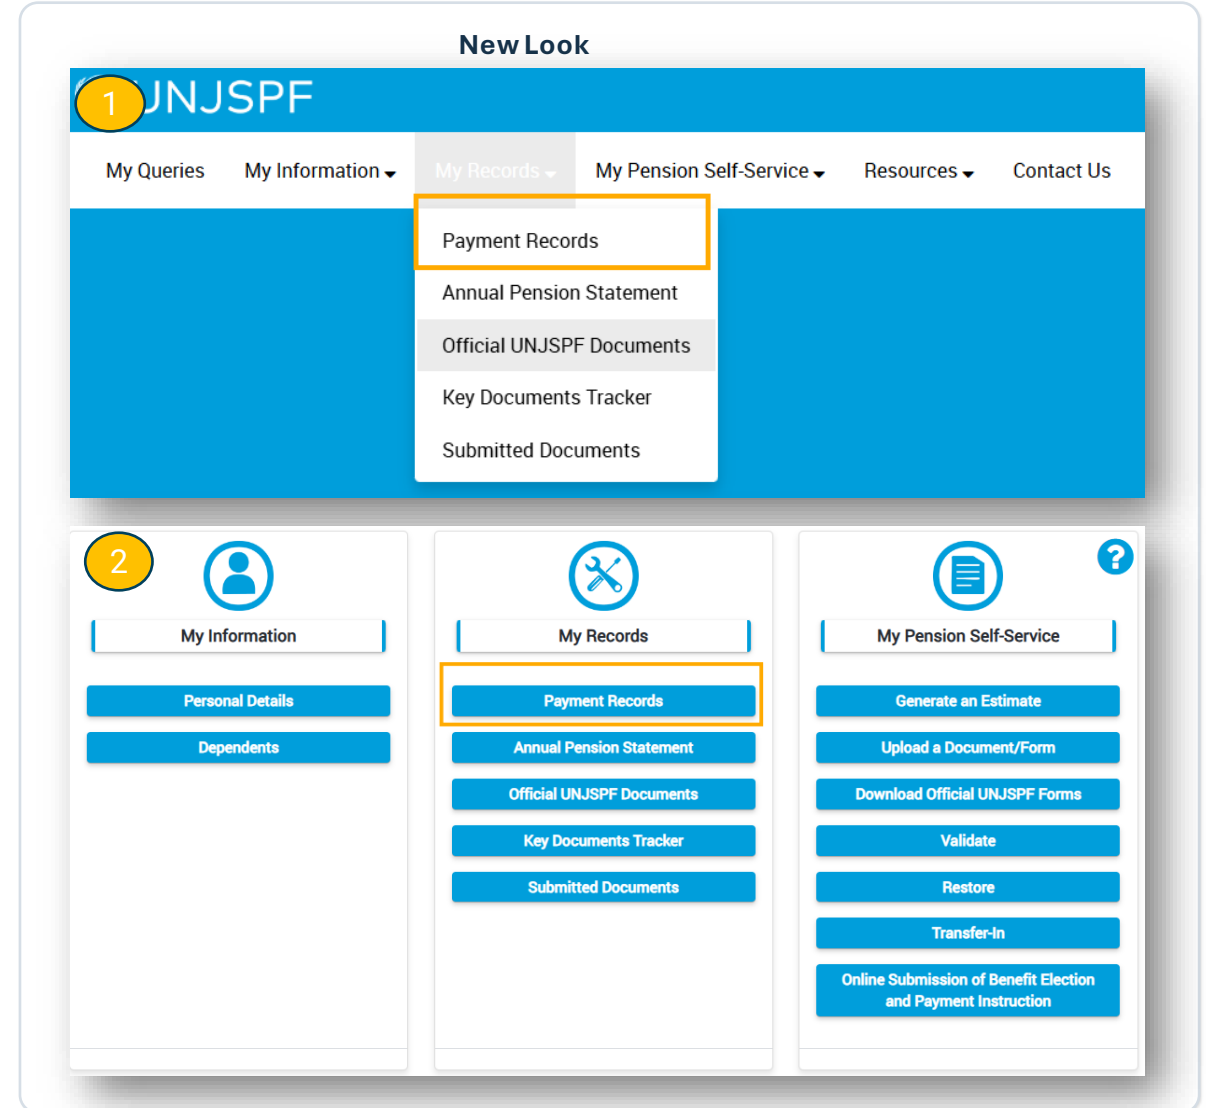 New Look
1
UNJSPF
My Queries My Information My Records My Pension Self-Service Resources Contact Us
Payment Records
Annual Pension Statement
Official UNJSPF Documents
Key Documents Tracker
Submitted Documents
2
?
My Information
Personal Details
Dependents
My Records
Payment Records
Annual Pension Statement
Official UNJSPF Documents
Key Documents Tracker
Submitted Documents
My Pension Self-Service
Generate an Estimate
Upload a Document/Form
Download Official UNJSPF Forms
Validate
Restore
Transfer-In
Online Submission of Benefit Election
and Payment Instruction